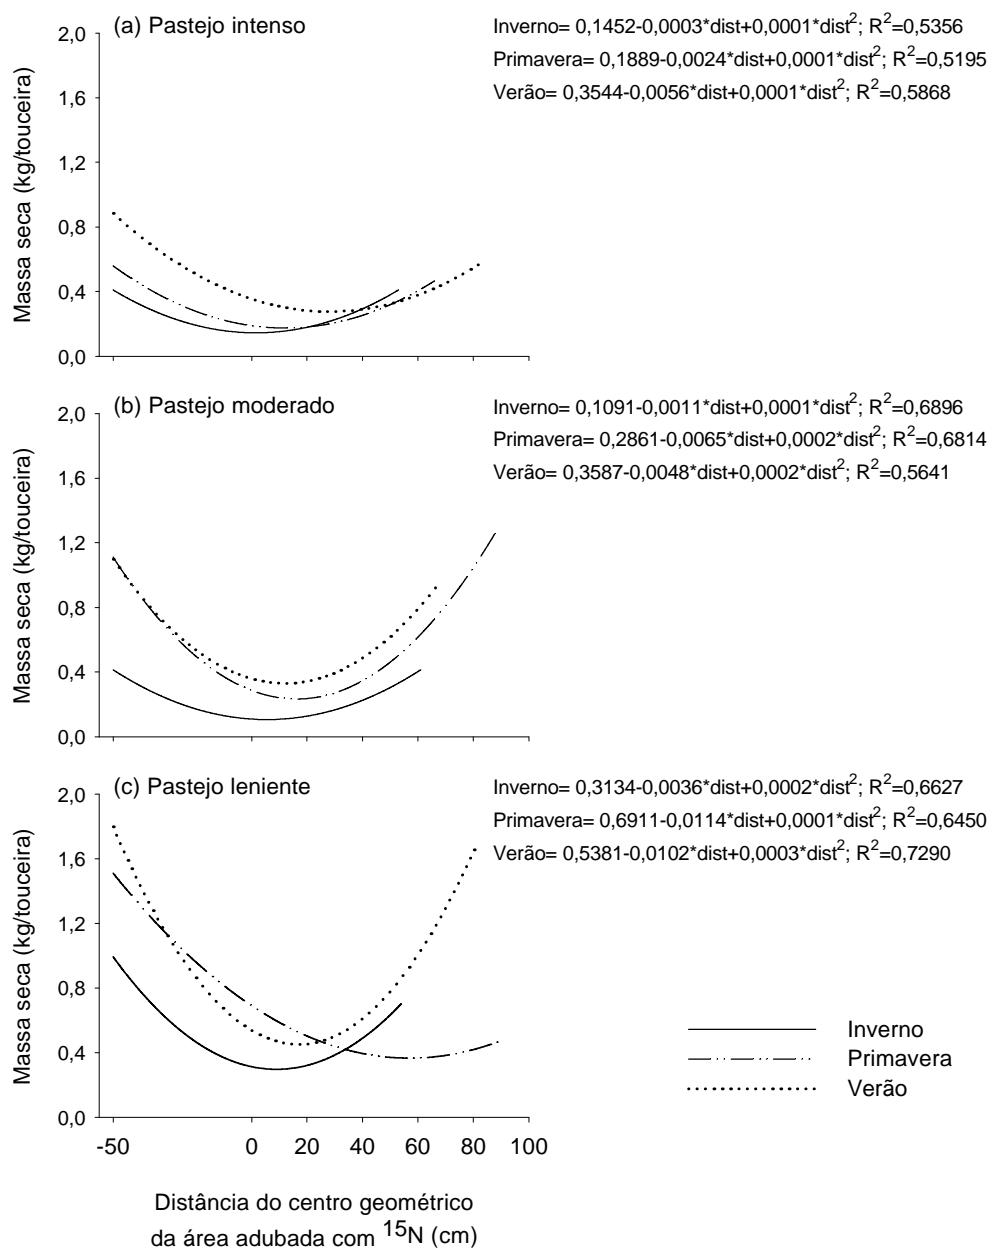 (a) Pastejo intenso
Inverno= 0,1452-0,0003*dist+0,0001*dist²; R²=0,5356
Primavera= 0,1889-0,0024*dist+0,0001*dist²; R²=0,5195
Verão= 0,3544-0,0056*dist+0,0001*dist²; R²=0,5868
Massa seca (kg/touceira)
2,0
1,6
1,2
0,8
0,4
0,0
(b) Pastejo moderado
Inverno= 0,1091-0,0011*dist+0,0001*dist²; R²=0,6896
Primavera= 0,2861-0,0065*dist+0,0002*dist²; R²=0,6814
Verão= 0,3587-0,0048*dist+0,0002*dist²; R²=0,5641
Massa seca (kg/touceira)
2,0
1,6
1,2
0,8
0,4
0,0
(c) Pastejo leniente
Inverno= 0,3134-0,0036*dist+0,0002*dist²; R²=0,6627
Primavera= 0,6911-0,0114*dist+0,0001*dist²; R²=0,6450
Verão= 0,5381-0,0102*dist+0,0003*dist²; R²=0,7290
Massa seca (kg/touceira)
2,0
1,6
1,2
0,8
0,4
0,0
Inverno
Primavera
Verão
-50 0 20 40 60 80 100
Distância do centro geométrico
da área adubada com ¹⁵N (cm)